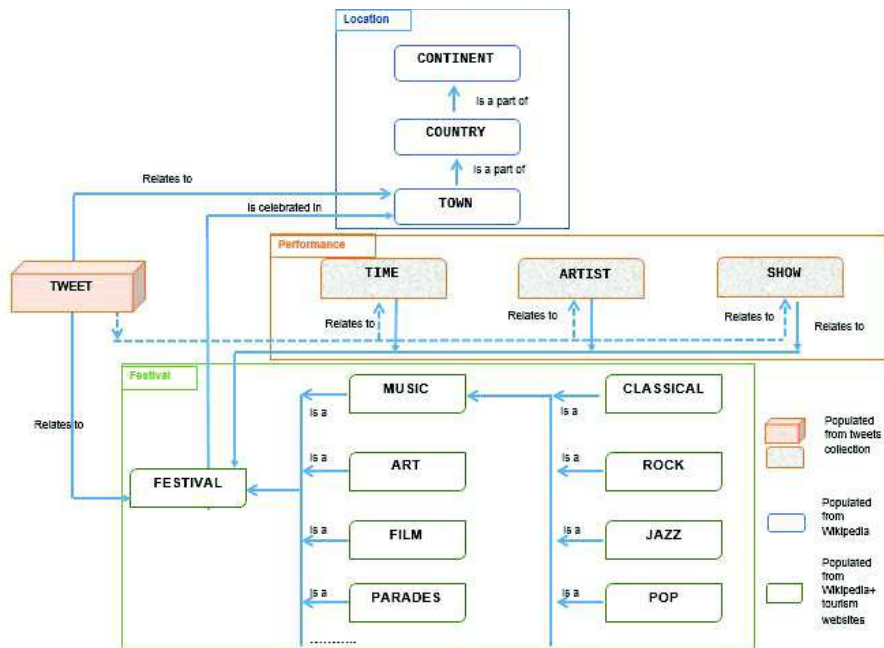 Location
CONTINENT
Is a part of
COUNTRY
Is a part of
Relates to
TOWN
Is celebrated in
Performance
TIME
ARTIST
SHOW
TWEET
Relates to
Relates to
Relates to
Relates to
Festival
MUSIC
CLASSICAL
Is a
Is a
Relates to
Populated
from tweets
collection
Is a
ART
Is a
ROCK
FESTIVAL
Populated
from
Wikipedia
Is a
FILM
Is a
JAZZ
Populated
from
Wikipedia+
tourism
websites
Is a
PARADES
Is a
POP
............